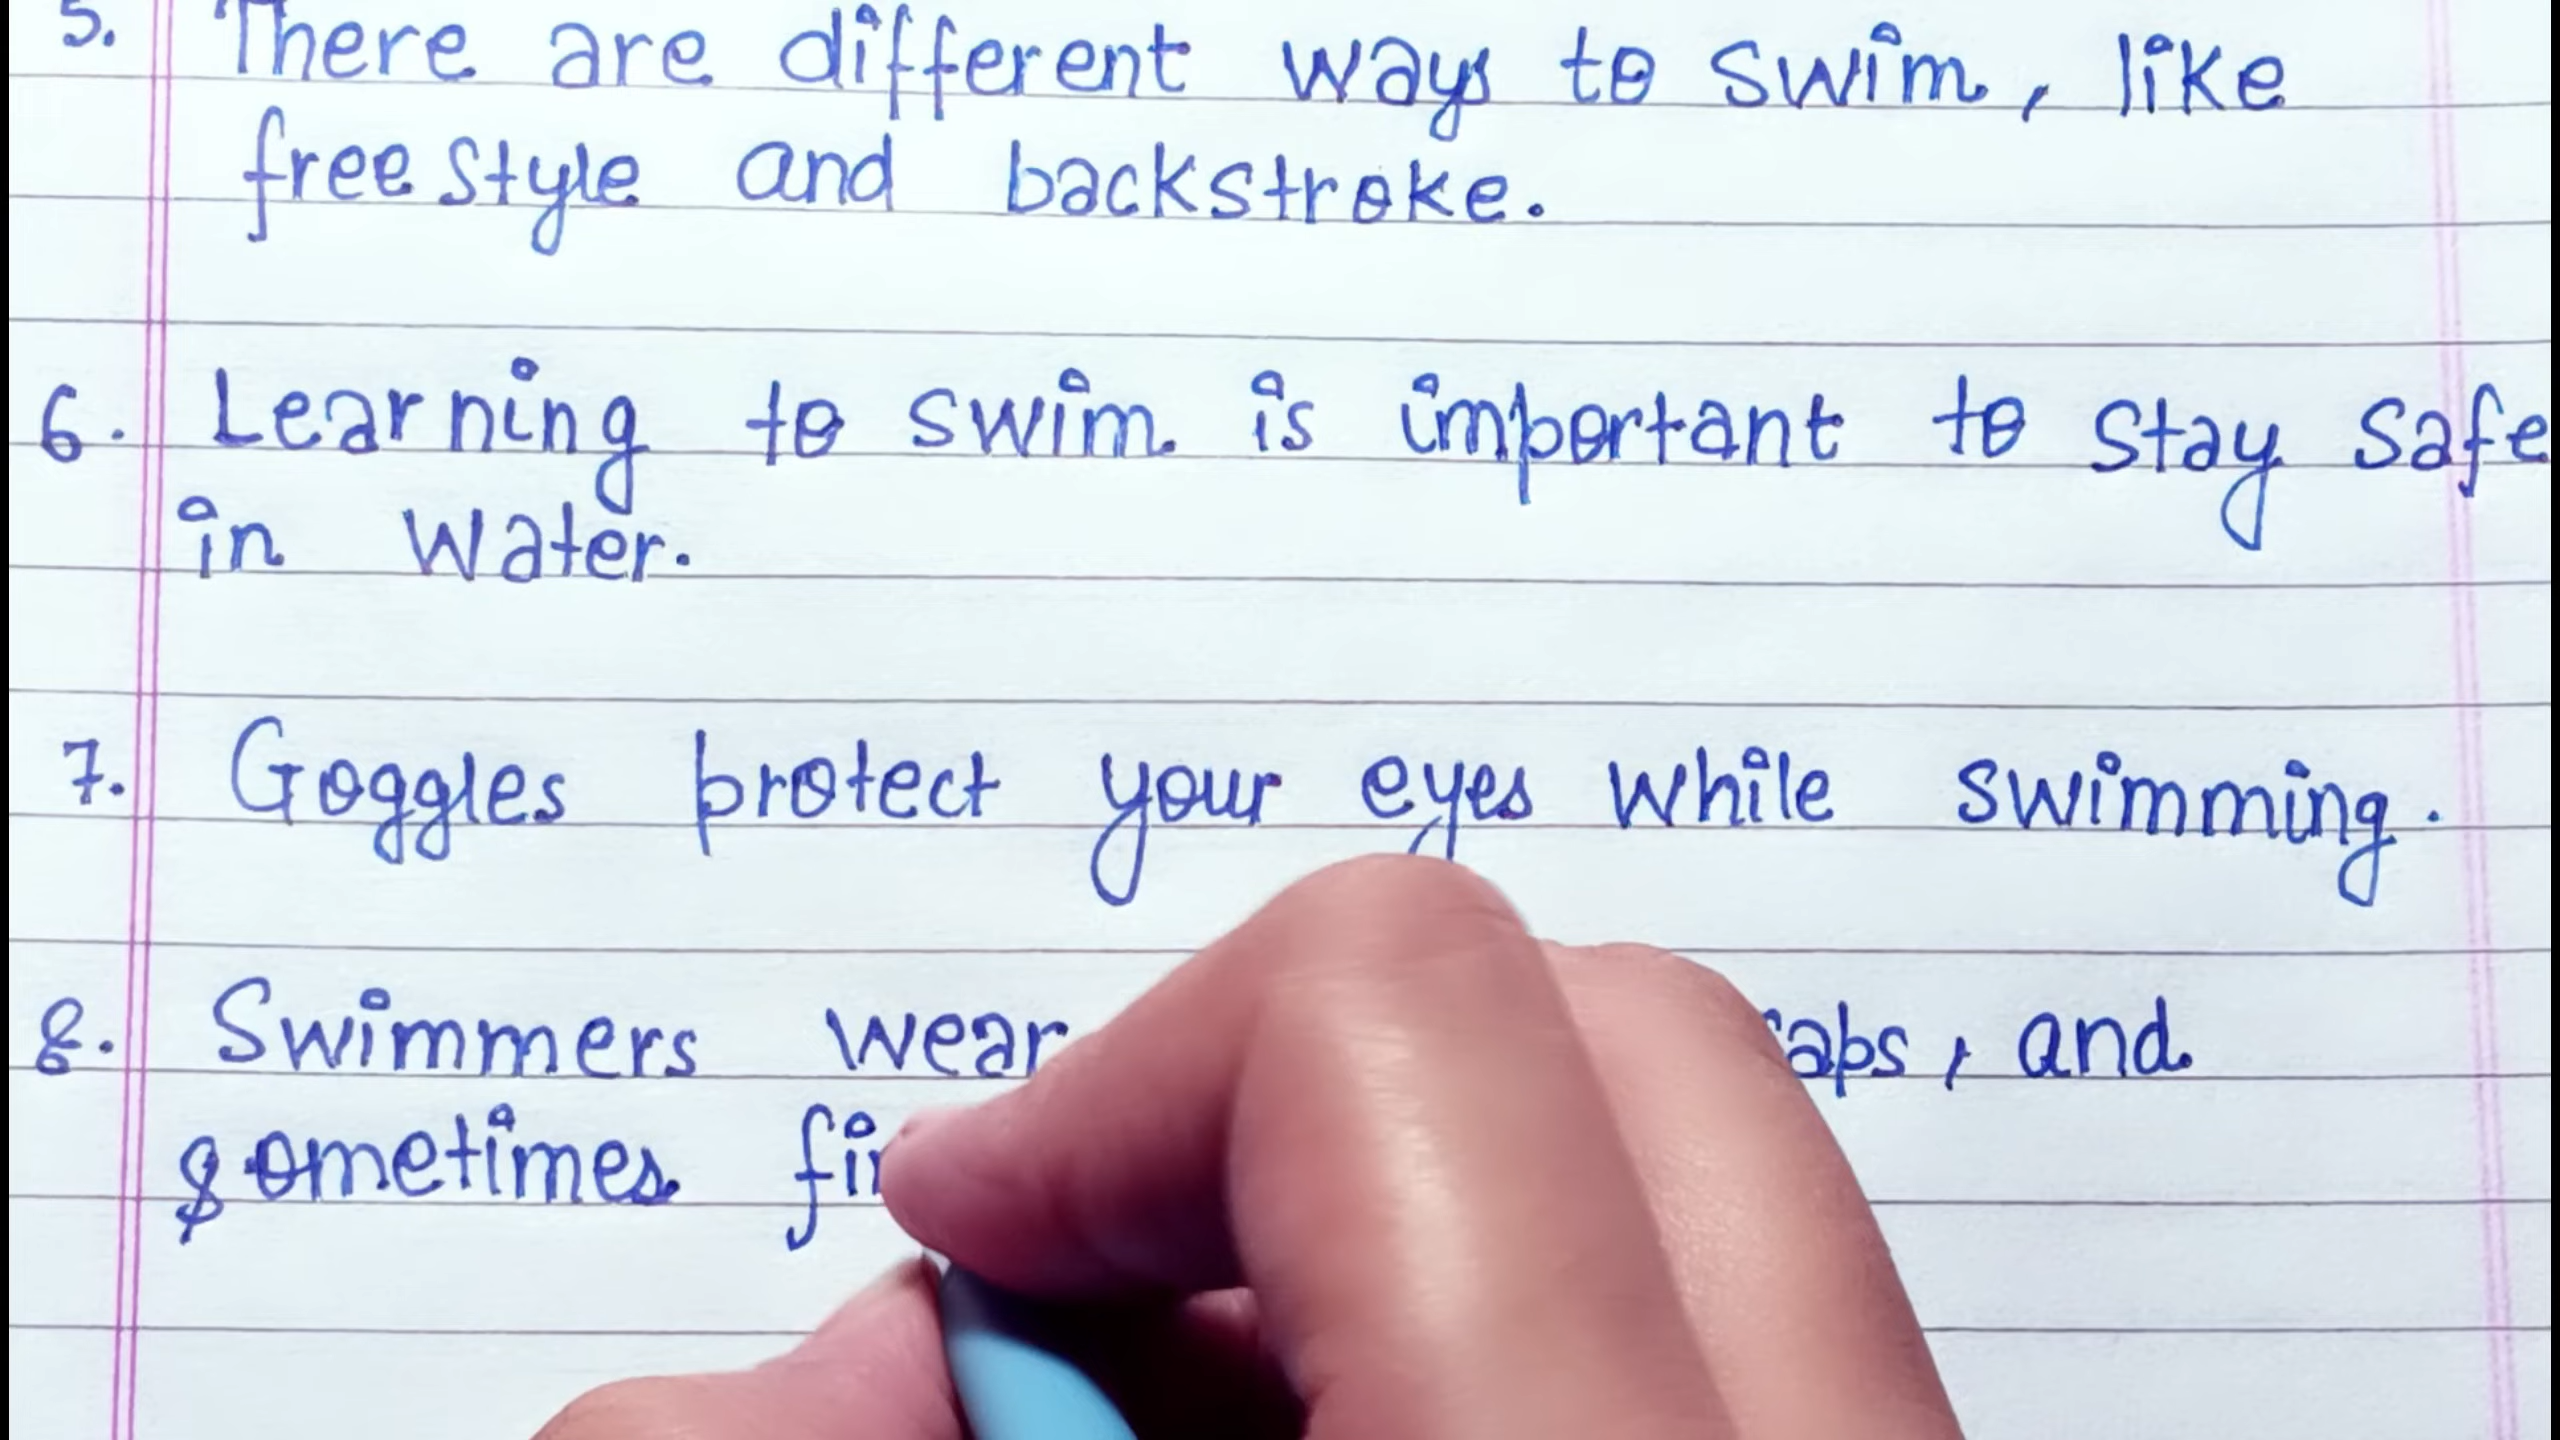 5. There are different ways to swim, like
freestyle and backstroke.
6. Learning to swim is important to stay safe
in water.
7. Goggles protect your eyes while swimming.
8. Swimmers wear , and
sometimes